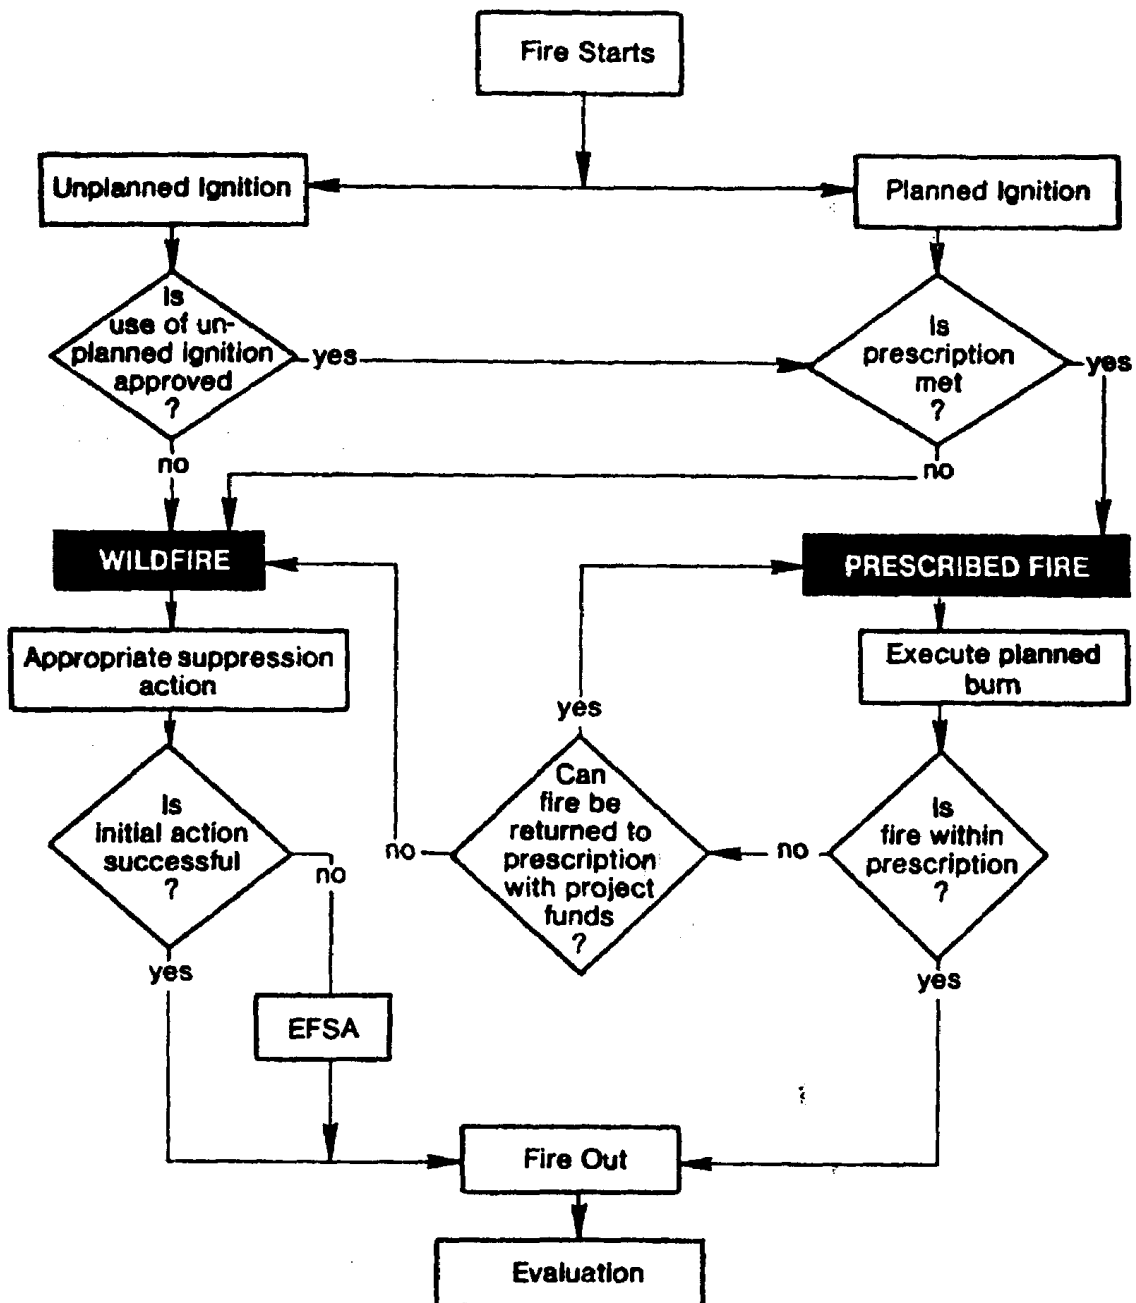 Fire Starts
Unplanned Ignition
Planned Ignition
Is
use of un-
planned ignition
approved
?
yes
no
Is
prescription
met
?
yes
no
WILDFIRE
PRESCRIBED FIRE
Appropriate suppression
action
Execute planned
burn
Is
initial action
successful
?
no
yes
yes
Can
fire be
returned to
prescription
with project
funds
?
no
no
Is
fire within
prescription
?
yes
EFSA
Fire Out
Evaluation